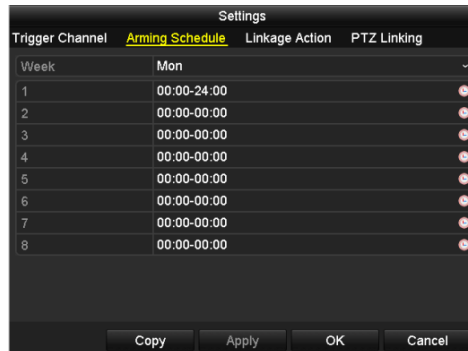 Settings
Trigger Channel Arming Schedule Linkage Action PTZ Linking
Week Mon
1 00:00-24:00
2 00:00-00:00
3 00:00-00:00
4 00:00-00:00
5 00:00-00:00
6 00:00-00:00
7 00:00-00:00
8 00:00-00:00
Copy Apply OK Cancel